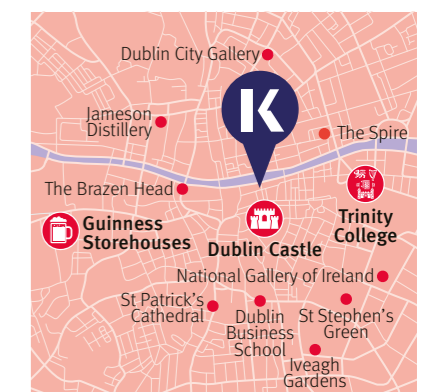 Dublin City Gallery
K
Jameson
Distillery
The Spire
The Brazen Head
Guinness
Storehouses
Dublin Castle
Trinity
College
National Gallery of Ireland
St Patrick's
Cathedral
Dublin
Business
School
St Stephen's
Green
Iveagh
Gardens